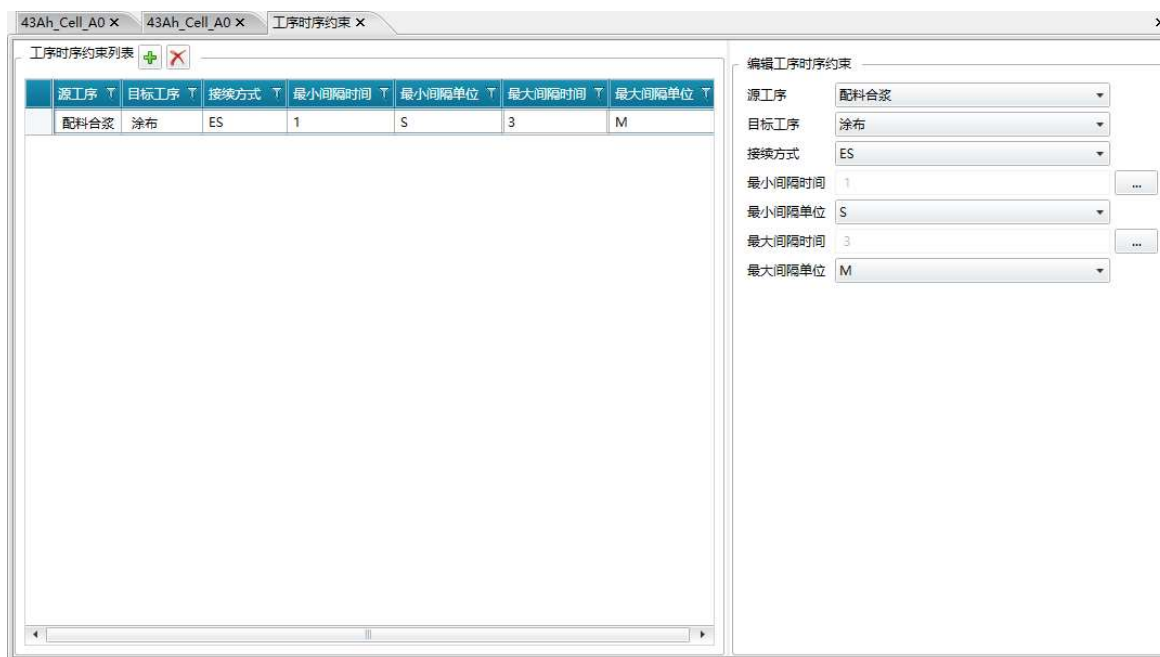 43Ah_Cell_A0 × 43Ah_Cell_A0 × 工序时序约束 ×
工序时序约束列表
源工序 目标工序 接续方式 最小间隔时间 最小间隔单位 最大间隔时间 最大间隔单位
配料合浆 涂布 ES 1 S 3 M
编辑工序时序约束
源工序 配料合浆
目标工序 涂布
接续方式 ES
最小间隔时间 1 ...
最小间隔单位 S
最大间隔时间 3 ...
最大间隔单位 M